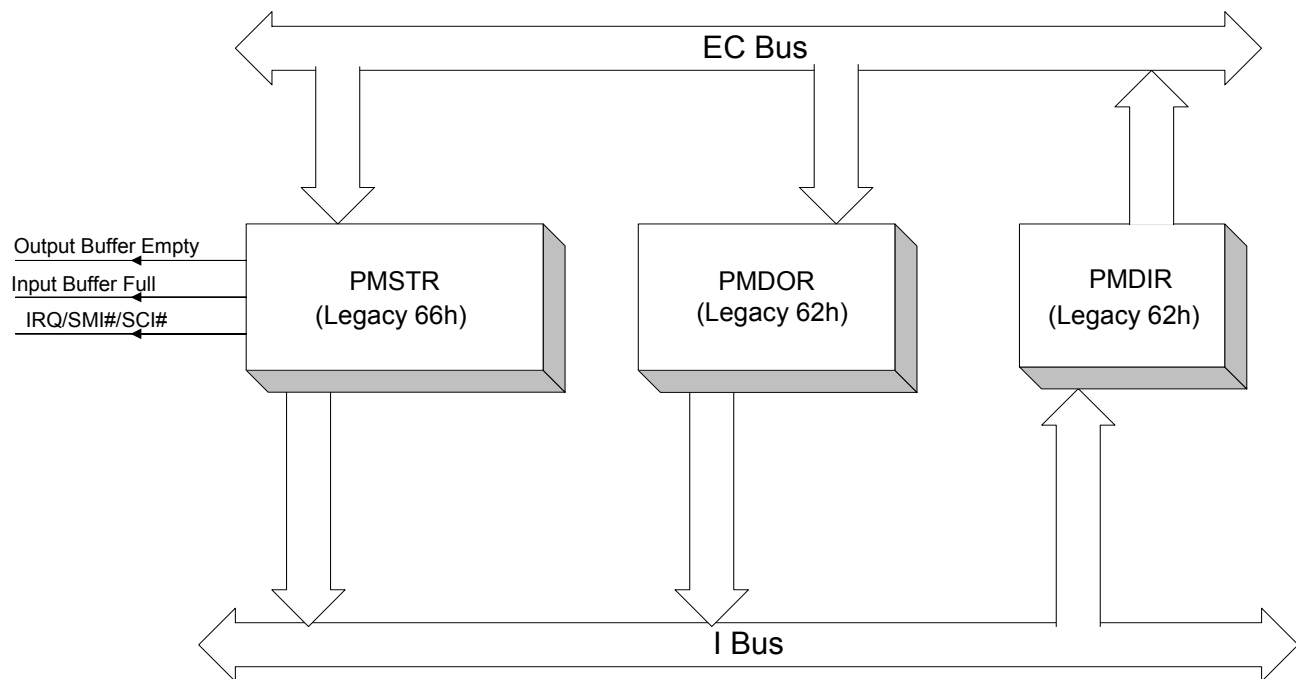 EC Bus
Output Buffer Empty
Input Buffer Full
IRQ/SMI#/SCI#
PMSTR
(Legacy 66h)
PMDOR
(Legacy 62h)
PMDIR
(Legacy 62h)
I Bus